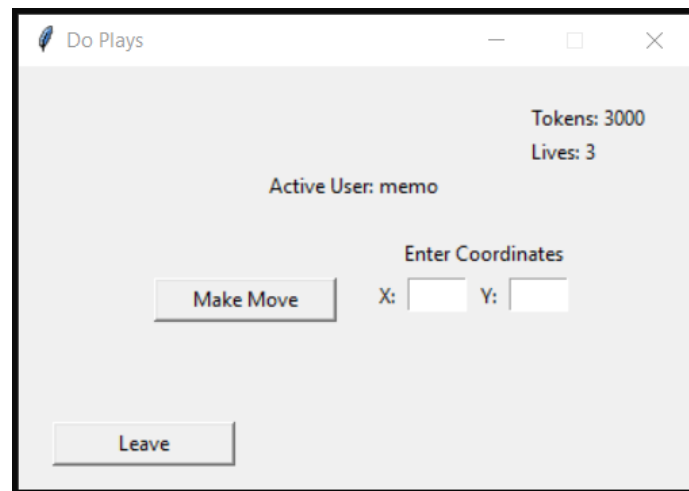 Do Plays
Tokens: 3000
Lives: 3
Active User: memo
Enter Coordinates
Make Move X: Y:
Leave